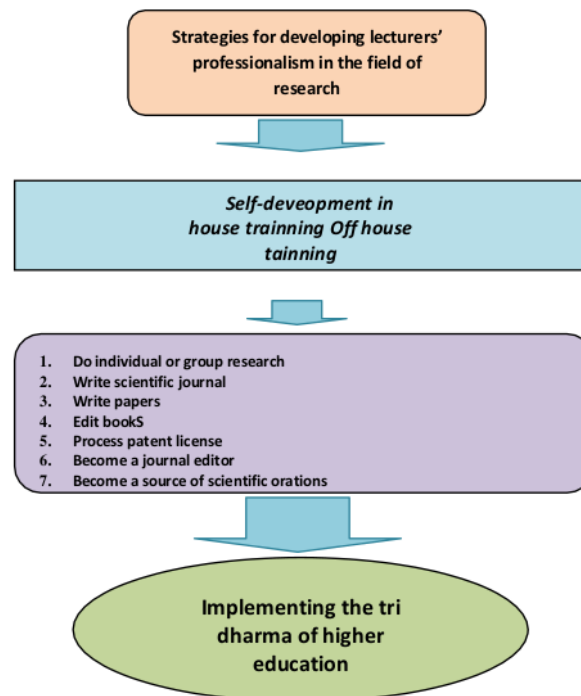 Strategies for developing lecturers’
professionalism in the field of
research
Self-deveopment in
house trainning Off house
tainning
1. Do individual or group research
2. Write scientific journal
3. Write papers
4. Edit bookS
5. Process patent license
6. Become a journal editor
7. Become a source of scientific orations
Implementing the tri
dharma of higher
education